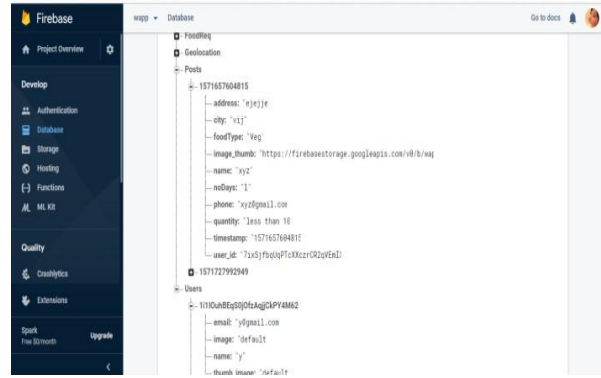 Firebase
wapp Database
Go to docs
Project Overview
FoodReq
Geolocation
Posts
Develop
1571657604815
address: "ejejje
Authentication
city: "vij"
Database
foodType: "Veg"
Storage
image_thumb: "https://firebasestorage.googleapis.com/v0/b/wap
Hosting
name: "xyz"
Functions
noDays: "1"
ML Kit
phone: "xyz@gmail.com
quantity: "less than 10
timestamp: "1571657604815
Quality
user_id:
1571727992949
Crashlytics
Users
Extensions
email: "y@gmail.com
Spark
Free $0/month
Upgrade
image: "default
name: "y"
thumb_image: "default